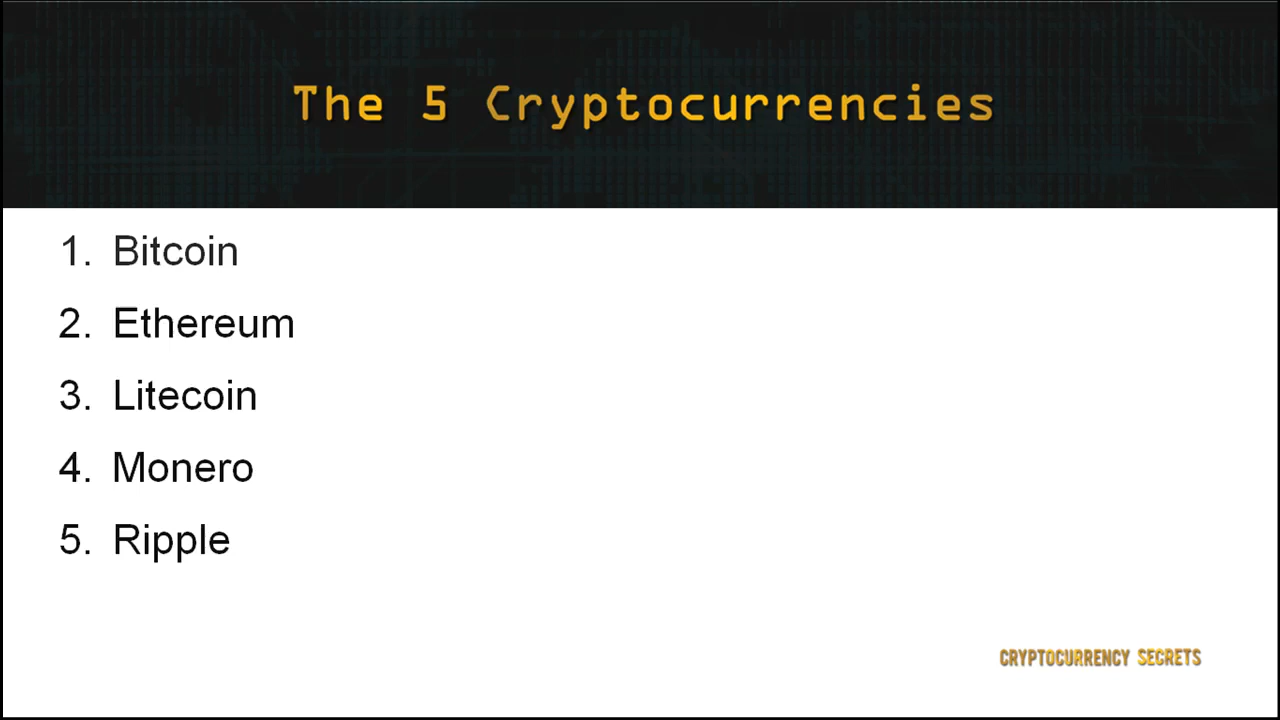 The 5 Cryptocurrencies
1. Bitcoin
2. Ethereum
3. Litecoin
4. Monero
5. Ripple
CRYPTOCURRENCY SECRETS